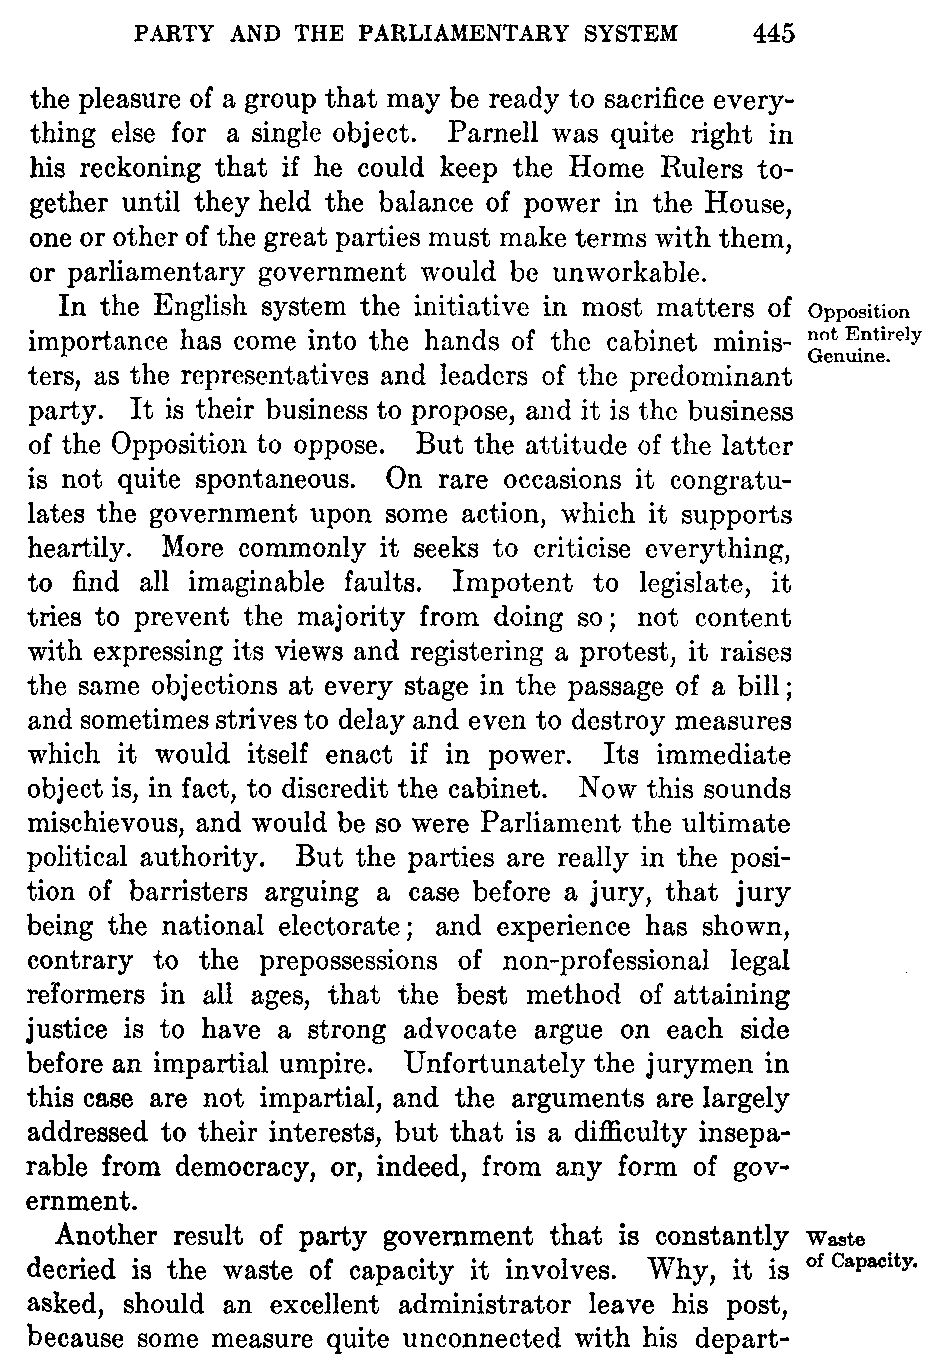 PARTY AND THE PARLIAMENTARY SYSTEM 445
the pleasure of a group that may be ready to sacrifice every-
thing else for a single object. Parnell was quite right in
his reckoning that if he could keep the Home Rulers to-
gether until they held the balance of power in the House,
one or other of the great parties must make terms with them,
or parliamentary government would be unworkable.
In the English system the initiative in most matters of
importance has come into the hands of the cabinet minis-
ters, as the representatives and leaders of the predominant
party. It is their business to propose, and it is the business
of the Opposition to oppose. But the attitude of the latter
is not quite spontaneous. On rare occasions it congratu-
lates the government upon some action, which it supports
heartily. More commonly it seeks to criticise everything,
to find all imaginable faults. Impotent to legislate, it
tries to prevent the majority from doing so; not content
with expressing its views and registering a protest, it raises
the same objections at every stage in the passage of a bill;
and sometimes strives to delay and even to destroy measures
which it would itself enact if in power. Its immediate
object is, in fact, to discredit the cabinet. Now this sounds
mischievous, and would be so were Parliament the ultimate
political authority. But the parties are really in the posi-
tion of barristers arguing a case before a jury, that jury
being the national electorate; and experience has shown,
contrary to the prepossessions of non-professional legal
reformers in all ages, that the best method of attaining
justice is to have a strong advocate argue on each side
before an impartial umpire. Unfortunately the jurymen in
this case are not impartial, and the arguments are largely
addressed to their interests, but that is a difficulty insepa-
rable from democracy, or, indeed, from any form of gov-
ernment.
Another result of party government that is constantly
decried is the waste of capacity it involves. Why, it is
asked, should an excellent administrator leave his post,
because some measure quite unconnected with his depart-
Opposition
not Entirely
Genuine.
Waste
of Capacity.